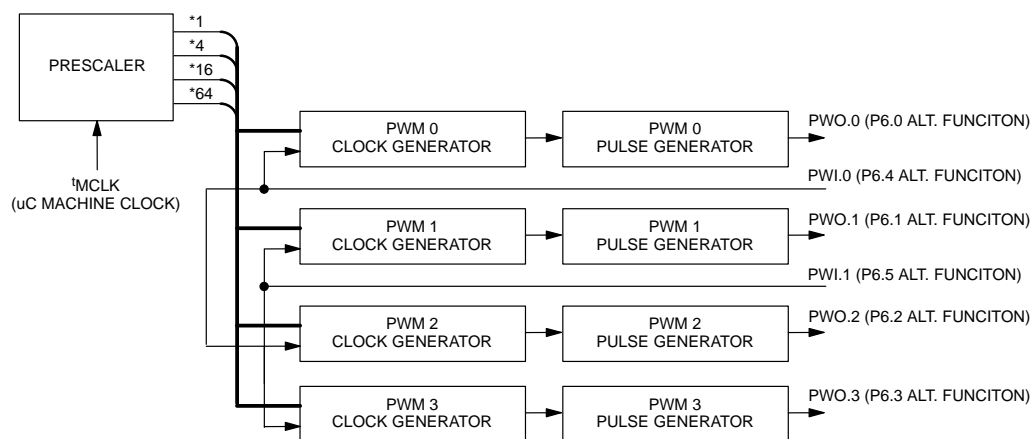 *1
*4
PRESCALER
*16
*64
PWM 0
CLOCK GENERATOR
PWM 0
PULSE GENERATOR
PWO.0 (P6.0 ALT. FUNCITON)
tMCLK
(uC MACHINE CLOCK)
PWI.0 (P6.4 ALT. FUNCITON)
PWM 1
CLOCK GENERATOR
PWM 1
PULSE GENERATOR
PWO.1 (P6.1 ALT. FUNCITON)
PWI.1 (P6.5 ALT. FUNCITON)
PWM 2
CLOCK GENERATOR
PWM 2
PULSE GENERATOR
PWO.2 (P6.2 ALT. FUNCITON)
PWM 3
CLOCK GENERATOR
PWM 3
PULSE GENERATOR
PWO.3 (P6.3 ALT. FUNCITON)